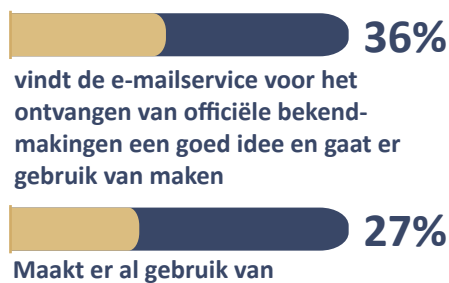 36%
vindt de e-mailservice voor het
ontvangen van officiële bekend-
makingen een goed idee en gaat er
gebruik van maken
27%
Maakt er al gebruik van